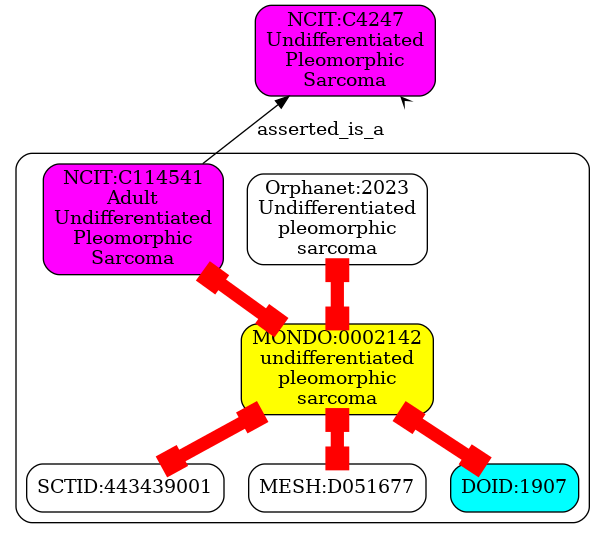 NCIT:C4247
Undifferentiated
Pleomorphic
Sarcoma
asserted_is_a
NCIT:C114541
Adult
Undifferentiated
Pleomorphic
Sarcoma
Orphanet:2023
Undifferentiated
pleomorphic
sarcoma
MONDO:0002142
undifferentiated
pleomorphic
sarcoma
SCTID:443439001
MESH:D051677
DOID:1907